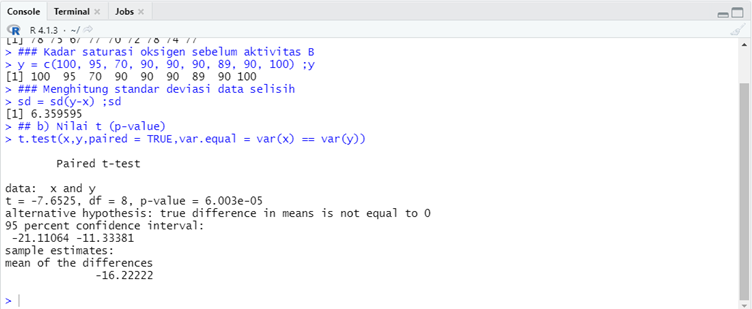 Console Terminal × Jobs ×
R 4.1.3 · ~/
[1] 78 75 67 77 70 72 78 74 77
> ### Kadar saturasi oksigen sebelum aktivitas B
> y = c(100, 95, 70, 90, 90, 90, 89, 90, 100) ;y
[1] 100 95 70 90 90 90 89 90 100
> ### Menghitung standar deviasi data selisih
> sd = sd(y-x) ;sd
[1] 6.359595
> ## b) Nilai t (p-value)
> t.test(x,y,paired = TRUE,var.equal = var(x) == var(y))
Paired t-test
data: x and y
t = -7.6525, df = 8, p-value = 6.003e-05
alternative hypothesis: true difference in means is not equal to 0
95 percent confidence interval:
-21.11064 -11.33381
sample estimates:
mean of the differences
-16.22222
>